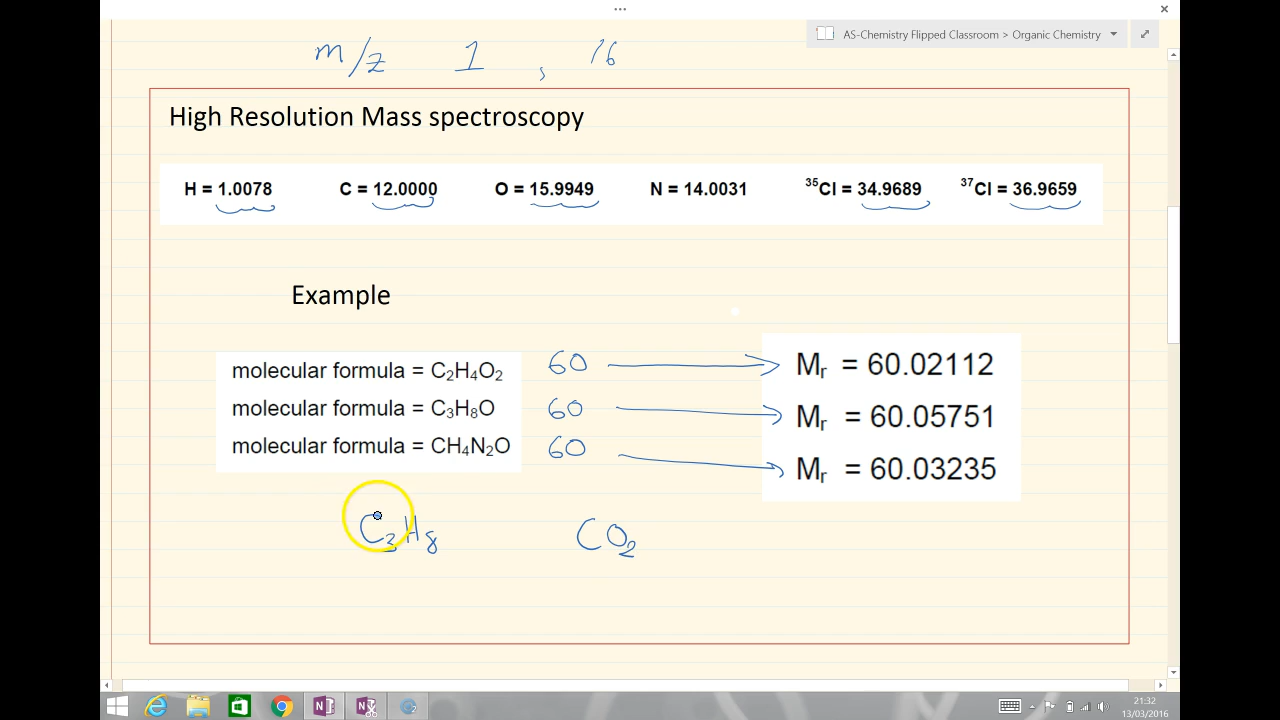 AS-Chemistry Flipped Classroom > Organic Chemistry
m/z 1 , 16
High Resolution Mass spectroscopy
H = 1.0078 C = 12.0000 O = 15.9949 N = 14.0031 ³⁵Cl = 34.9689 ³⁷Cl = 36.9659
Example
molecular formula = C₂H₄O₂ 60 → Mᵣ = 60.02112
molecular formula = C₃H₈O 60 → Mᵣ = 60.05751
molecular formula = CH₄N₂O 60 → Mᵣ = 60.03235
C₃H₈ CO₂
21:32
13/03/2016